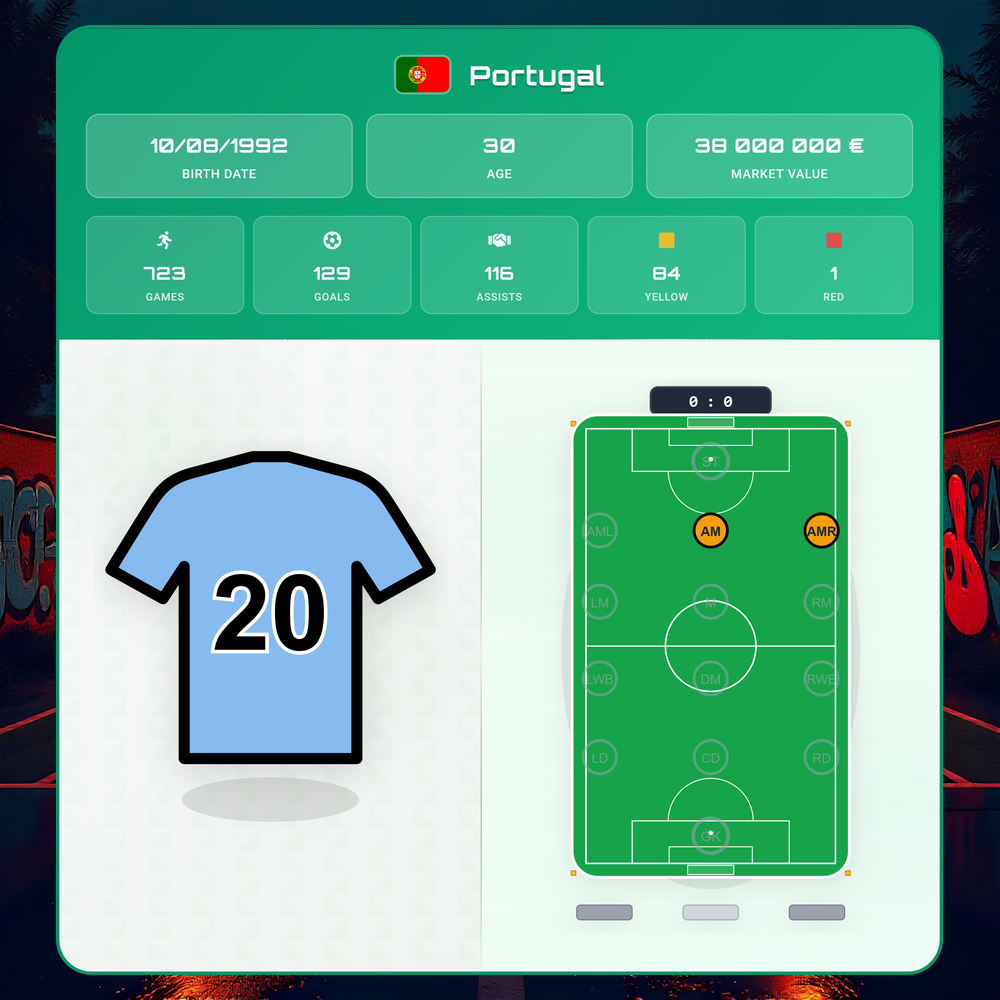 Portugal
10/08/1992
BIRTH DATE
30
AGE
38 000 000 €
MARKET VALUE
723
GAMES
129
GOALS
116
ASSISTS
84
YELLOW
1
RED
20
0 : 0
ST
AML
AM
AMR
LM
M
RM
LWB
DM
RWB
LD
CD
RD
GK